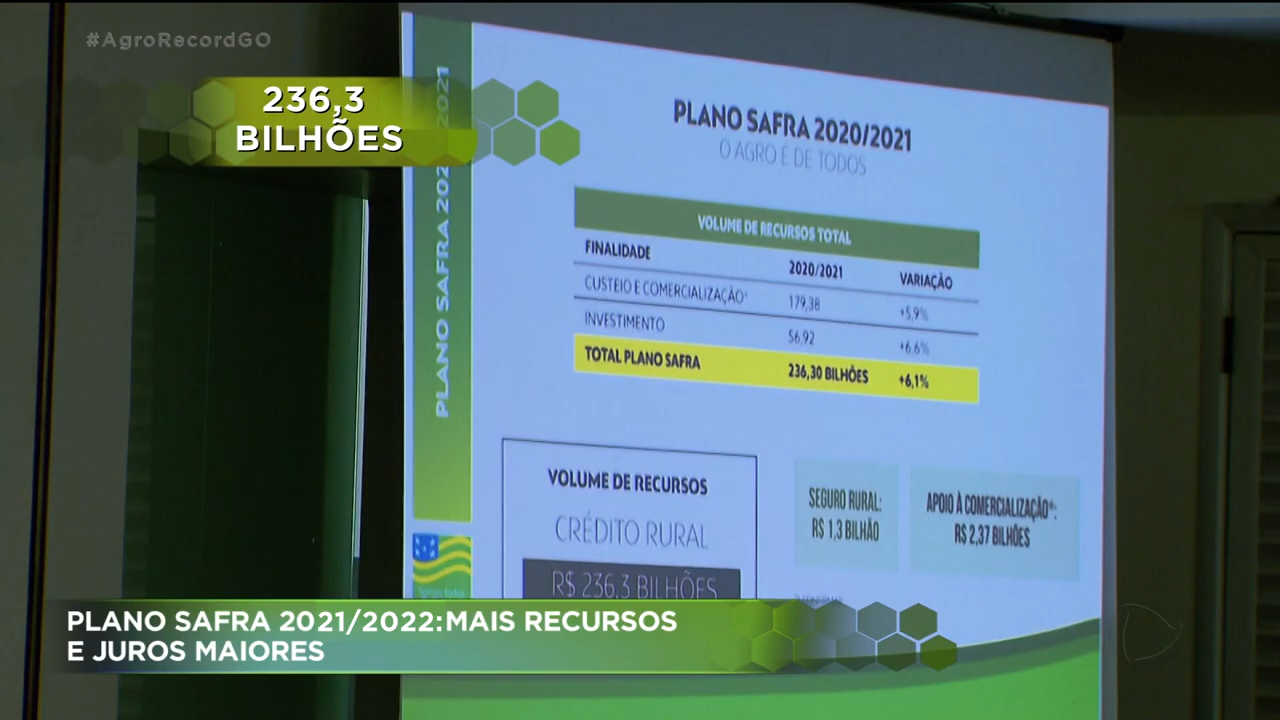 #AgroRecordGO
236,3
BILHÕES
PLANO SAFRA 2020/2021
PLANO SAFRA 2020/2021
O AGRO É DE TODOS
VOLUME DE RECURSOS TOTAL
FINALIDADE 2020/2021 VARIAÇÃO
CUSTEIO E COMERCIALIZAÇÃO¹ 179,38 +5,9%
INVESTIMENTO 56,92 +6,6%
TOTAL PLANO SAFRA 236,30 BILHÕES +6,1%
VOLUME DE RECURSOS
CRÉDITO RURAL
R$ 236,3 BILHÕES
SEGURO RURAL:
R$ 1,3 BILHÃO
APOIO À COMERCIALIZAÇÃO*:
R$ 2,37 BILHÕES
PLANO SAFRA 2021/2022:MAIS RECURSOS
E JUROS MAIORES